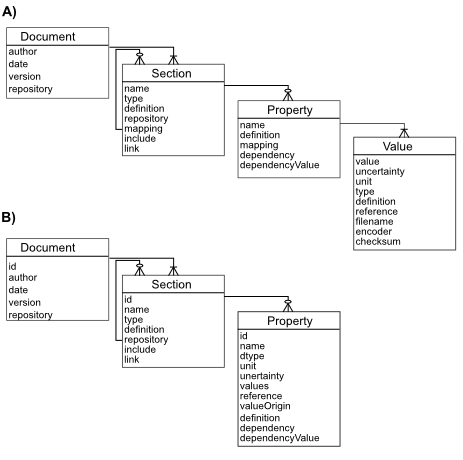 A)
Document
author
date
version
repository
Section
name
type
definition
repository
mapping
include
link
Property
name
definition
mapping
dependency
dependencyValue
Value
value
uncertainty
unit
type
definition
reference
filename
encoder
checksum
B)
Document
id
author
date
version
repository
Section
id
name
type
definition
repository
include
link
Property
id
name
dtype
unit
unertainty
values
reference
valueOrigin
definition
dependency
dependencyValue